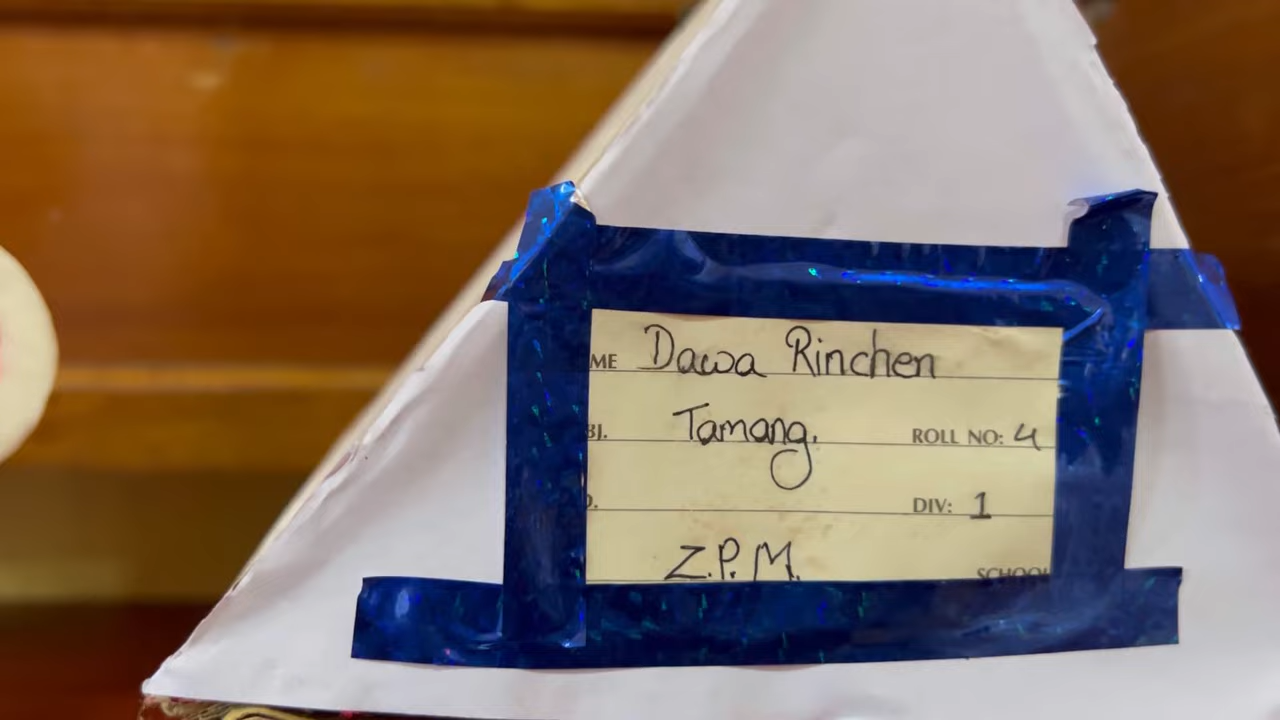 ME Dawa Rinchen
BJ. Tamang. ROLL NO: 4
DIV: 1
Z.P.M. SCHOOL